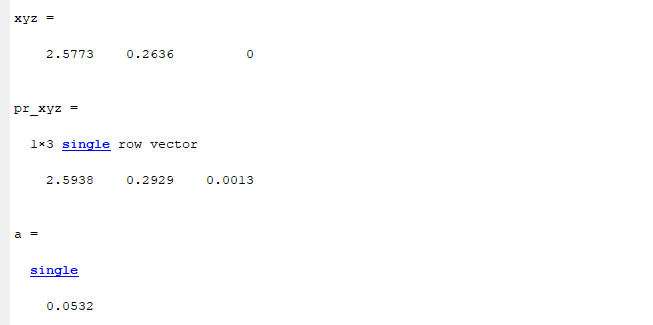 xyz =
2.5773 0.2636 0
pr_xyz =
1×3 single row vector
2.5938 0.2929 0.0013
a =
single
0.0532